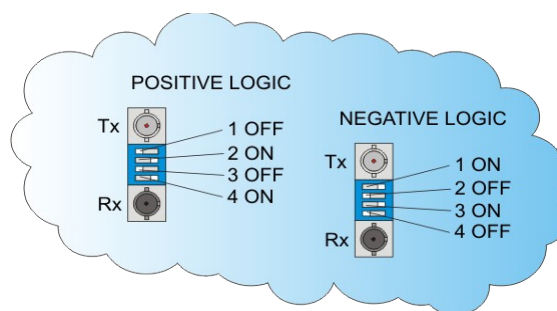 POSITIVE LOGIC
Tx
1 OFF
2 ON
3 OFF
4 ON
Rx
NEGATIVE LOGIC
Tx
1 ON
2 OFF
3 ON
4 OFF
Rx